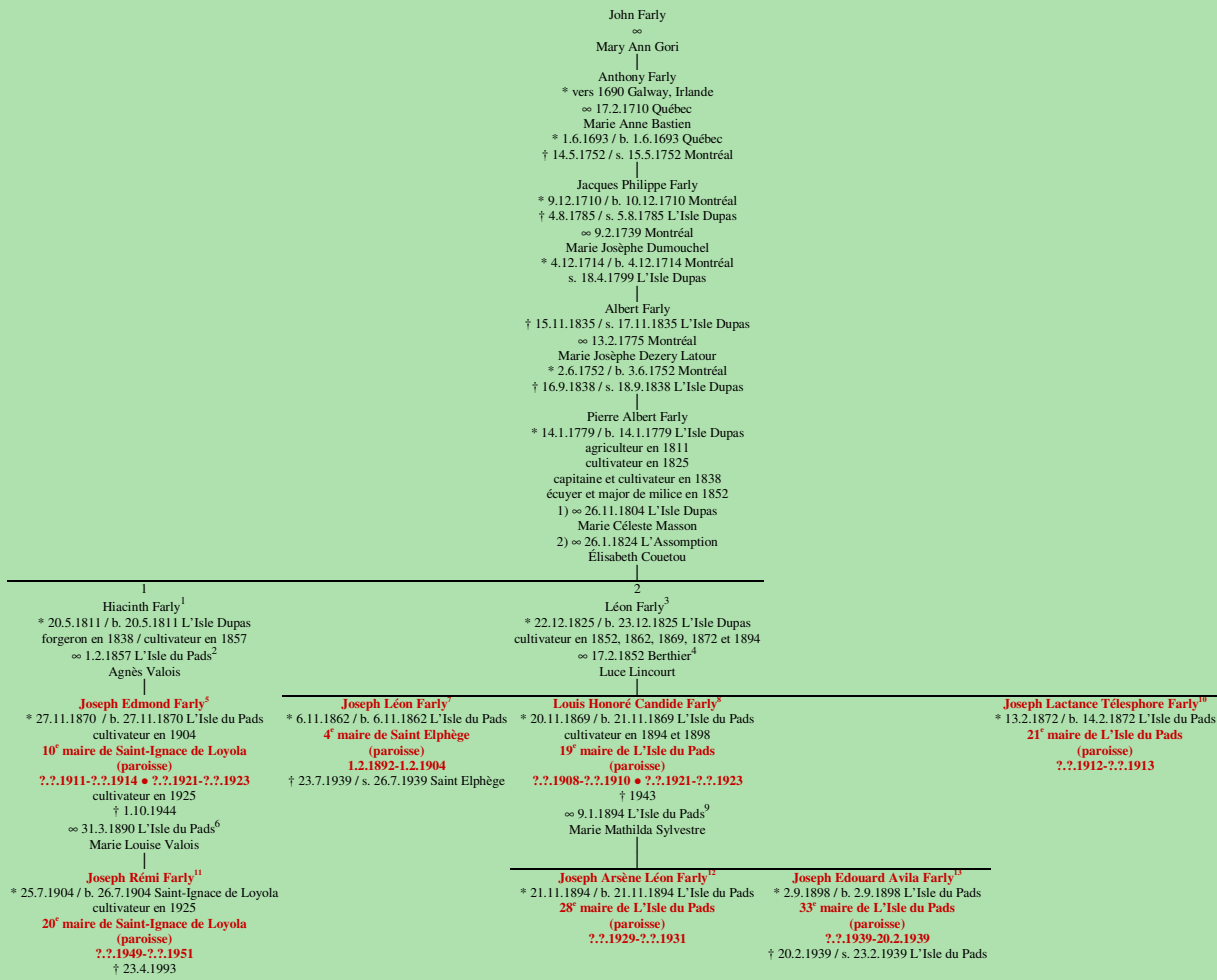 John Farly
∞
Mary Ann Gori
Anthony Farly
* vers 1690 Galway, Irlande
∞ 17.2.1710 Québec
Marie Anne Bastien
* 1.6.1693 / b. 1.6.1693 Québec
† 14.5.1752 / s. 15.5.1752 Montréal
Jacques Philippe Farly
* 9.12.1710 / b. 10.12.1710 Montréal
† 4.8.1785 / s. 5.8.1785 L'Isle Dupas
∞ 9.2.1739 Montréal
Marie Josèphe Dumouchel
* 4.12.1714 / b. 4.12.1714 Montréal
s. 18.4.1799 L'Isle Dupas
Albert Farly
† 15.11.1835 / s. 17.11.1835 L'Isle Dupas
∞ 13.2.1775 Montréal
Marie Josèphe Dezery Latour
* 2.6.1752 / b. 3.6.1752 Montréal
† 16.9.1838 / s. 18.9.1838 L'Isle Dupas
Pierre Albert Farly
* 14.1.1779 / b. 14.1.1779 L'Isle Dupas
agriculteur en 1811
cultivateur en 1825
capitaine et cultivateur en 1838
écuyer et major de milice en 1852
1) ∞ 26.11.1804 L'Isle Dupas
Marie Céleste Masson
2) ∞ 26.1.1824 L'Assomption
Élisabeth Couetou
1
Hiacinth Farly¹
* 20.5.1811 / b. 20.5.1811 L'Isle Dupas
forgeron en 1838 / cultivateur en 1857
∞ 1.2.1857 L'Isle du Pads²
Agnès Valois
2
Léon Farly³
* 22.12.1825 / b. 23.12.1825 L'Isle Dupas
cultivateur en 1852, 1862, 1869, 1872 et 1894
∞ 17.2.1852 Berthier⁴
Luce Lincourt
Joseph Edmond Farly⁵
* 27.11.1870 / b. 27.11.1870 L'Isle du Pads
cultivateur en 1904
10ᵉ maire de Saint-Ignace de Loyola
(paroisse)
?.?.1911-?.?.1914 ● ?.?.1921-?.?.1923
cultivateur en 1925
† 1.10.1944
∞ 31.3.1890 L'Isle du Pads⁶
Marie Louise Valois
Joseph Léon Farly⁷
* 6.11.1862 / b. 6.11.1862 L'Isle du Pads
4ᵉ maire de Saint Elphège
(paroisse)
1.2.1892-1.2.1904
† 23.7.1939 / s. 26.7.1939 Saint Elphège
Louis Honoré Candide Farly⁸
* 20.11.1869 / b. 21.11.1869 L'Isle du Pads
cultivateur en 1894 et 1898
19ᵉ maire de L'Isle du Pads
(paroisse)
?.?.1908-?.?.1910 ● ?.?.1921-?.?.1923
† 1943
∞ 9.1.1894 L'Isle du Pads⁹
Marie Mathilda Sylvestre
Joseph Lactance Télesphore Farly¹⁰
* 13.2.1872 / b. 14.2.1872 L'Isle du Pads
21ᵉ maire de L'Isle du Pads
(paroisse)
?.?.1912-?.?.1913
Joseph Rémi Farly¹¹
* 25.7.1904 / b. 26.7.1904 Saint-Ignace de Loyola
cultivateur en 1925
20ᵉ maire de Saint-Ignace de Loyola
(paroisse)
?.?.1949-?.?.1951
† 23.4.1993
Joseph Arsène Léon Farly¹²
* 21.11.1894 / b. 21.11.1894 L'Isle du Pads
28ᵉ maire de L'Isle du Pads
(paroisse)
?.?.1929-?.?.1931
Joseph Edouard Avila Farly¹³
* 2.9.1898 / b. 2.9.1898 L'Isle du Pads
33ᵉ maire de L'Isle du Pads
(paroisse)
?.?.1939-20.2.1939
† 20.2.1939 / s. 23.2.1939 L'Isle du Pads